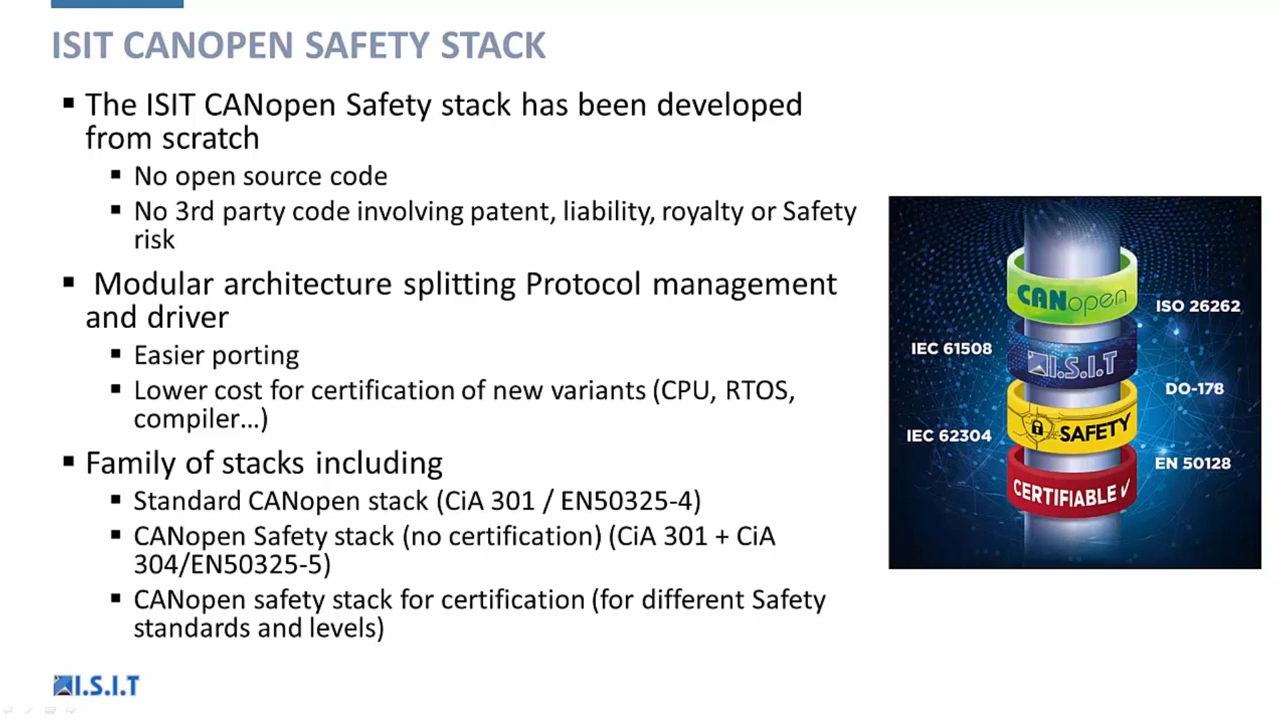 ISIT CANOPEN SAFETY STACK
▪ The ISIT CANopen Safety stack has been developed
from scratch
▪ No open source code
▪ No 3rd party code involving patent, liability, royalty or Safety
risk
▪ Modular architecture splitting Protocol management
and driver
▪ Easier porting
▪ Lower cost for certification of new variants (CPU, RTOS,
compiler…)
▪ Family of stacks including
▪ Standard CANopen stack (CiA 301 / EN50325-4)
▪ CANopen Safety stack (no certification) (CiA 301 + CiA
304/EN50325-5)
▪ CANopen safety stack for certification (for different Safety
standards and levels)
CANopen
ISO 26262
IEC 61508
I.S.I.T
DO-178
SAFETY
IEC 62304
EN 50128
CERTIFIABLE ✓
I.S.I.T